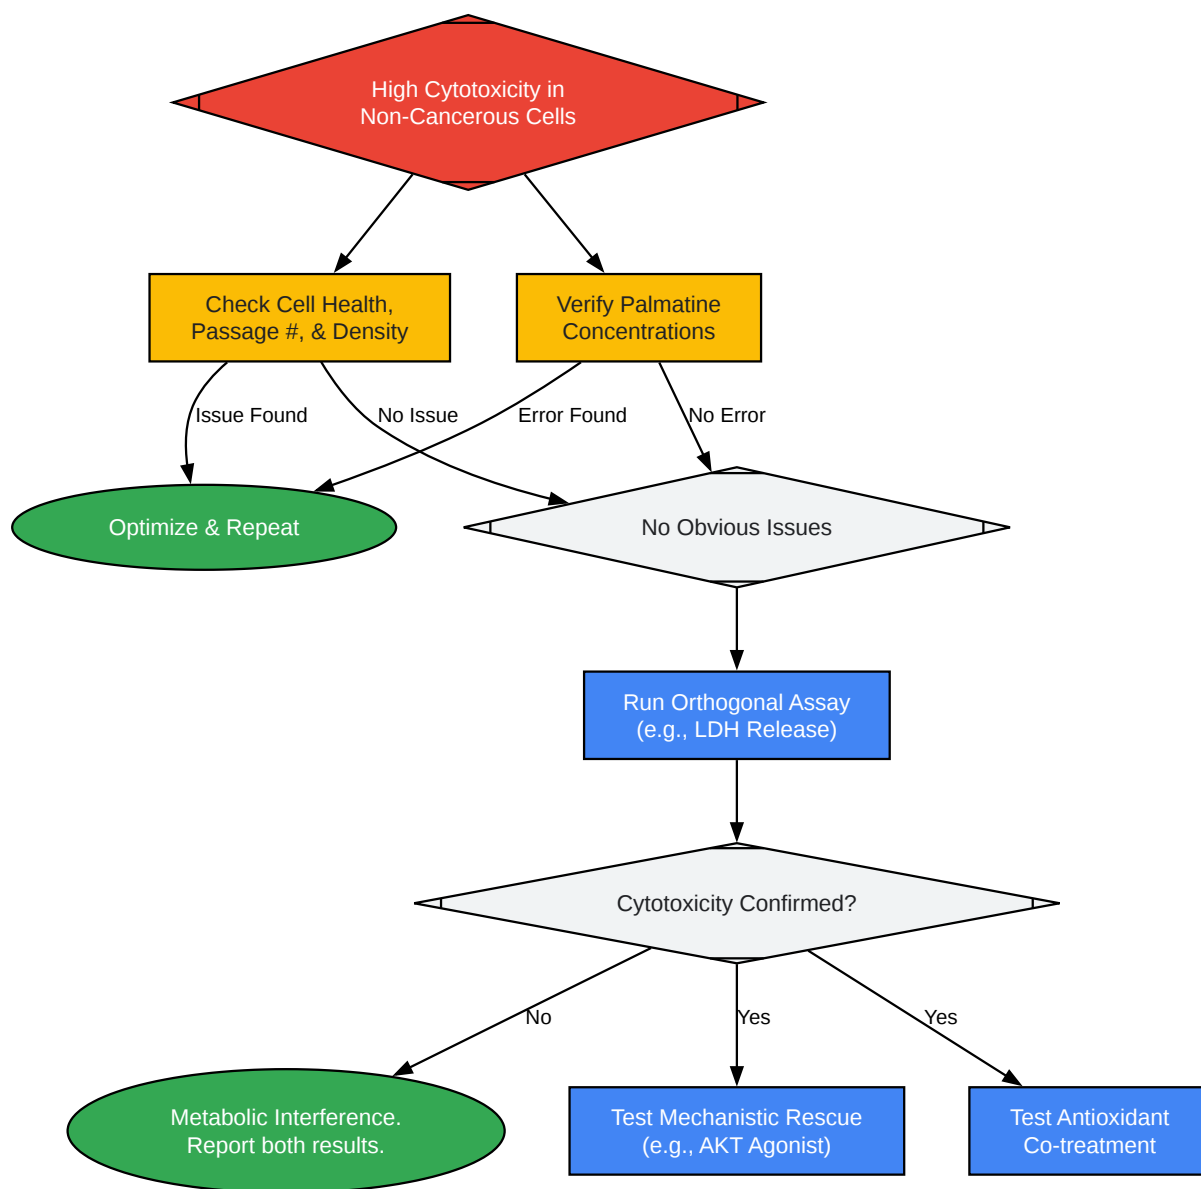 High Cytotoxicity in
Non-Cancerous Cells
Check Cell Health,
Passage #, & Density
Verify Palmatine
Concentrations
Issue Found
No Issue
Error Found
No Error
Optimize & Repeat
No Obvious Issues
Run Orthogonal Assay
(e.g., LDH Release)
Cytotoxicity Confirmed?
No
Yes
Yes
Metabolic Interference.
Report both results.
Test Mechanistic Rescue
(e.g., AKT Agonist)
Test Antioxidant
Co-treatment